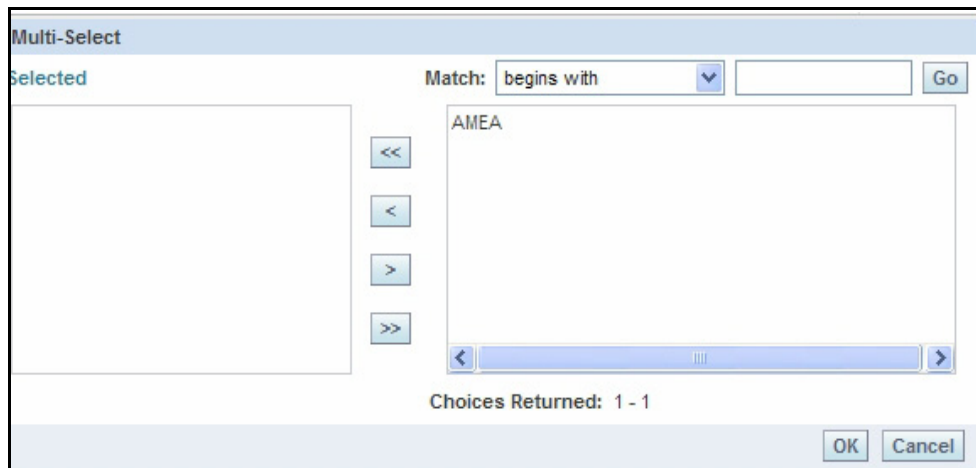 Multi-Select
Selected
Match: begins with Go
AMEA
<<
<
>
>>
Choices Returned: 1 - 1
OK Cancel